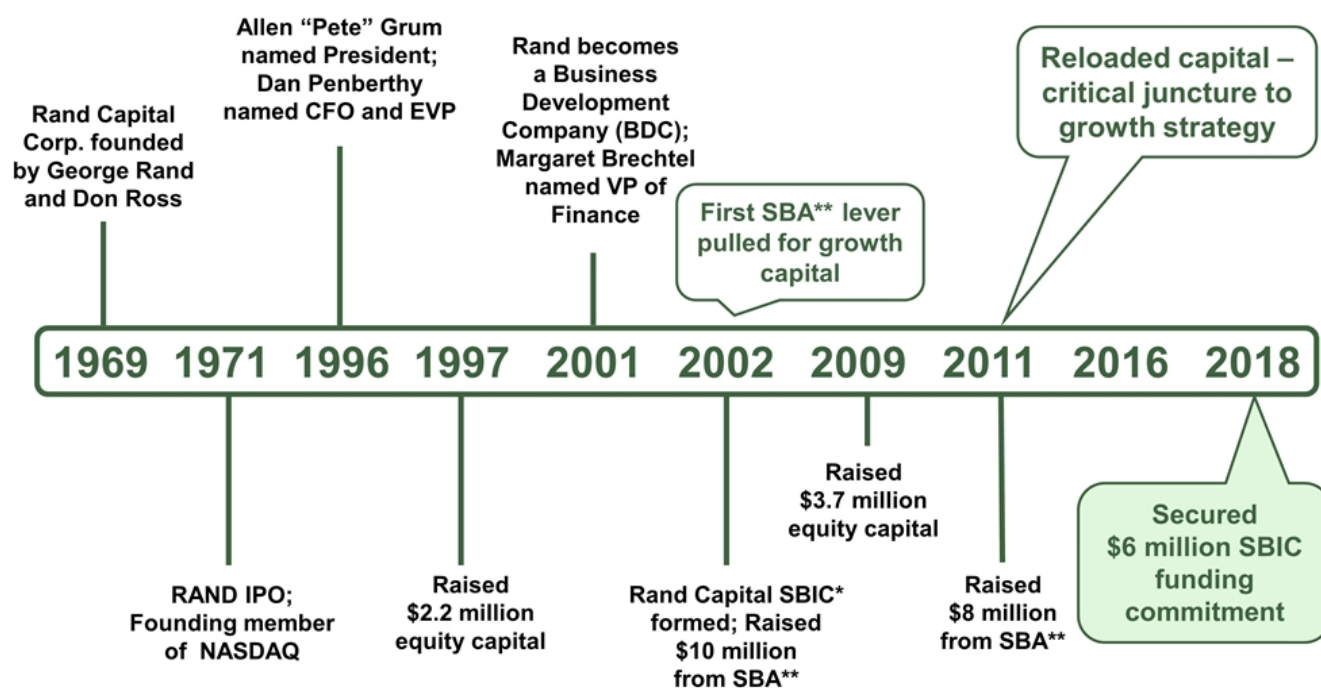 Allen “Pete” Grum
named President;
Dan Penberthy
named CFO and EVP
Rand becomes
a Business
Development
Company (BDC);
Margaret Brechtel
named VP of
Finance
Reloaded capital –
critical juncture to
growth strategy
Rand Capital
Corp. founded
by George Rand
and Don Ross
First SBA** lever
pulled for growth
capital
1969 1971 1996 1997 2001 2002 2009 2011 2016 2018
RAND IPO;
Founding member
of NASDAQ
Raised
$2.2 million
equity capital
Rand Capital SBIC*
formed; Raised
$10 million
from SBA**
Raised
$3.7 million
equity capital
Raised
$8 million
from SBA**
Secured
$6 million SBIC
funding
commitment